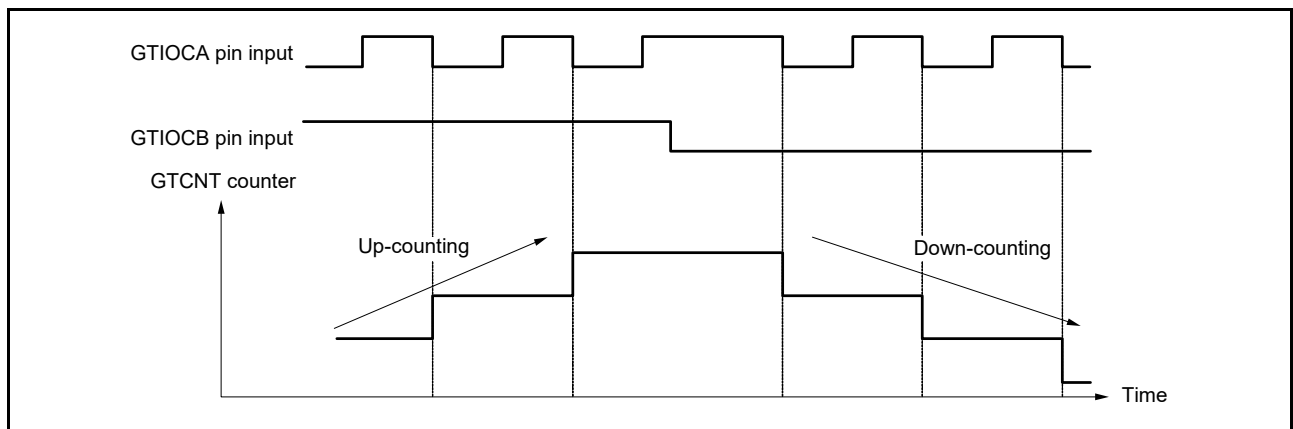 GTIOCA pin input
GTIOCB pin input
GTCNT counter
Up-counting
Down-counting
Time